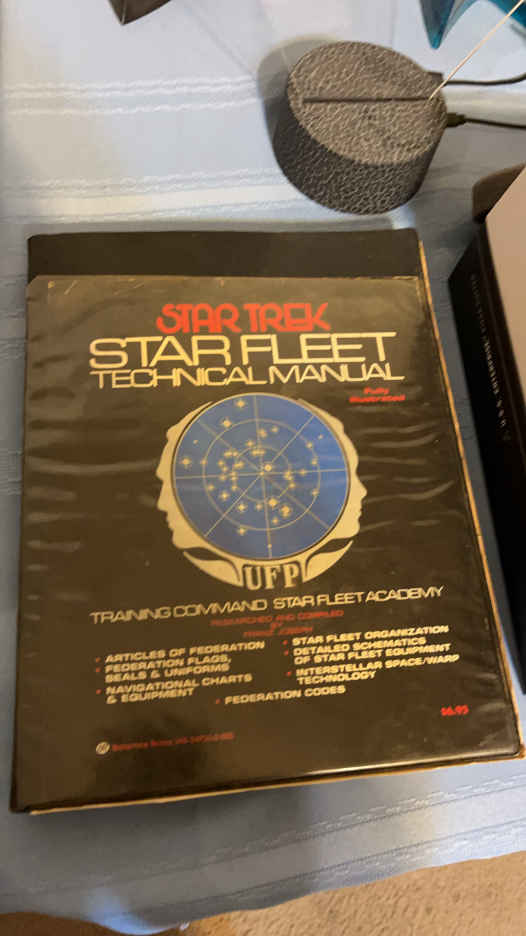 STAR TREK
STAR FLEET
TECHNICAL MANUAL
Fully
Illustrated
UFP
TRAINING COMMAND STAR FLEET ACADEMY
RESEARCHED AND COMPILED
BY
FRANZ JOSEPH
• ARTICLES OF FEDERATION
• FEDERATION FLAGS,
SEALS & UNIFORMS
• NAVIGATIONAL CHARTS
& EQUIPMENT
• STAR FLEET ORGANIZATION
• DETAILED SCHEMATICS
OF STAR FLEET EQUIPMENT
• INTERSTELLAR SPACE/WARP
TECHNOLOGY
• FEDERATION CODES
$6.95
Ballantine Books